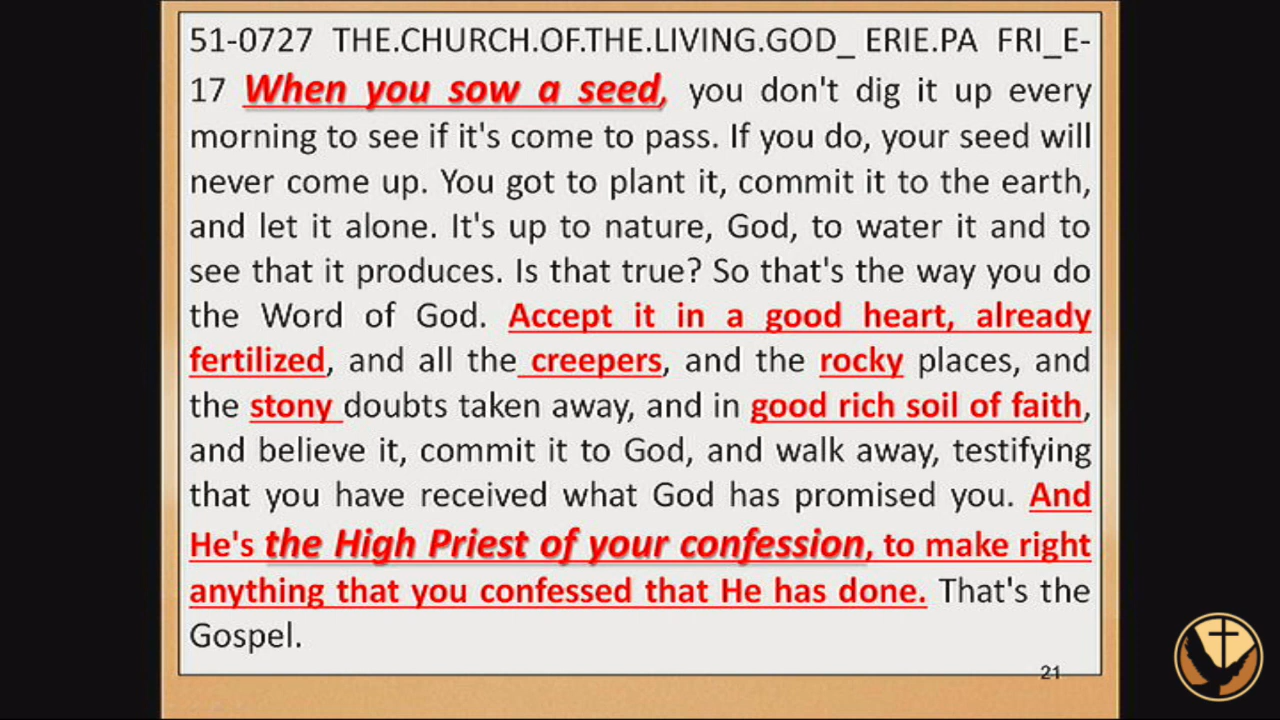 51-0727 THE.CHURCH.OF.THE.LIVING.GOD_ ERIE.PA FRI_E-
17 When you sow a seed, you don't dig it up every
morning to see if it's come to pass. If you do, your seed will
never come up. You got to plant it, commit it to the earth,
and let it alone. It's up to nature, God, to water it and to
see that it produces. Is that true? So that's the way you do
the Word of God. Accept it in a good heart, already
fertilized, and all the creepers, and the rocky places, and
the stony doubts taken away, and in good rich soil of faith,
and believe it, commit it to God, and walk away, testifying
that you have received what God has promised you. And
He's the High Priest of your confession, to make right
anything that you confessed that He has done. That's the
Gospel.
21